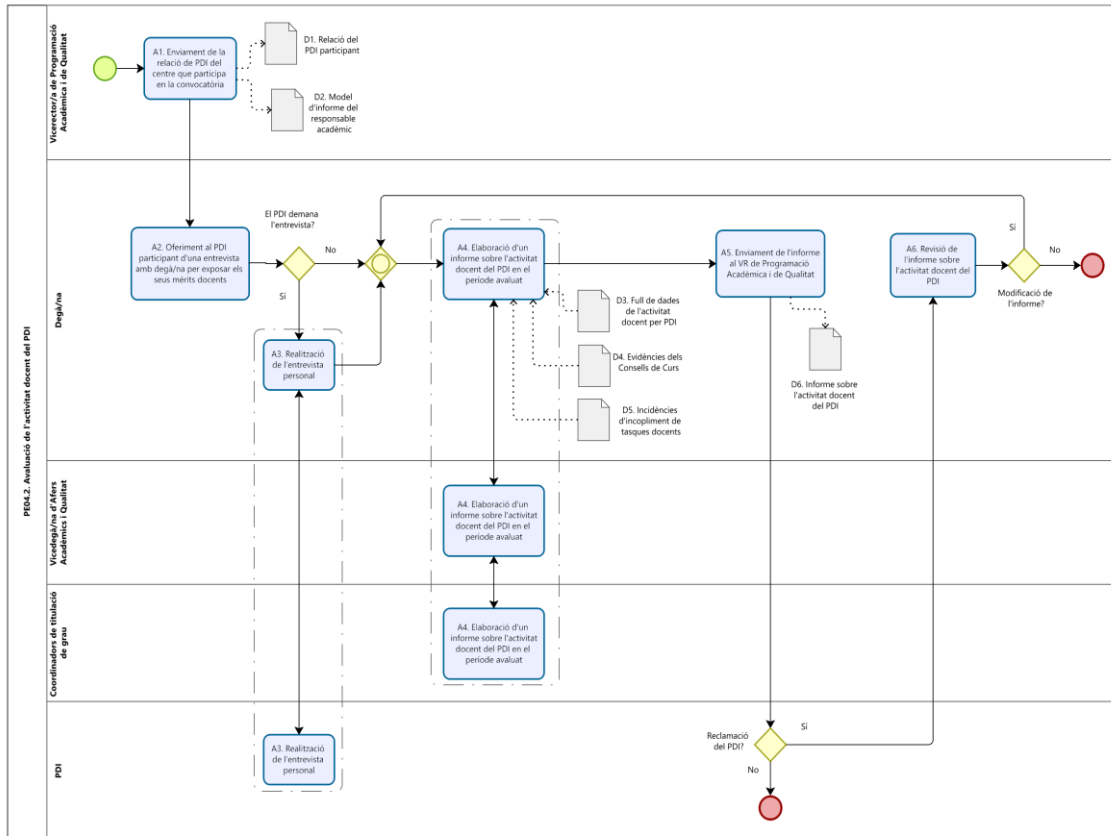 PE04.2. Avaluació de l'activitat docent del PDI
Vicerector/a de Programació
Acadèmica i de Qualitat
A1. Enviament de la
relació de PDI del
centre que participa
en la convocatòria
D1. Relació del
PDI participant
D2. Model
d'informe del
responsable
acadèmic
Degà/na
A2. Oferiment al PDI
participant d'una entrevista
amb degà/na per exposar els
seus mèrits docents
El PDI demana
l'entrevista?
No
Sí
A3. Realització
de l'entrevista
personal
A4. Elaboració d'un
informe sobre l'activitat
docent del PDI en el
període avaluat
D3. Full de dades
de l'activitat
docent per PDI
D4. Evidències dels
Consells de Curs
D5. Incidències
d'incopliment de
tasques docents
A5. Enviament de l'informe
al VR de Programació
Acadèmica i de Qualitat
D6. Informe sobre
l'activitat docent
del PDI
A6. Revisió de
l'informe sobre
l'activitat docent del
PDI
Sí
No
Modificació de
l'informe?
Vicedegà/na d'Afers
Acadèmics i Qualitat
A4. Elaboració d'un
informe sobre l'activitat
docent del PDI en el
període avaluat
Coordinadors de titulació
de grau
A4. Elaboració d'un
informe sobre l'activitat
docent del PDI en el
període avaluat
PDI
A3. Realització
de l'entrevista
personal
Reclamació
del PDI?
Sí
No